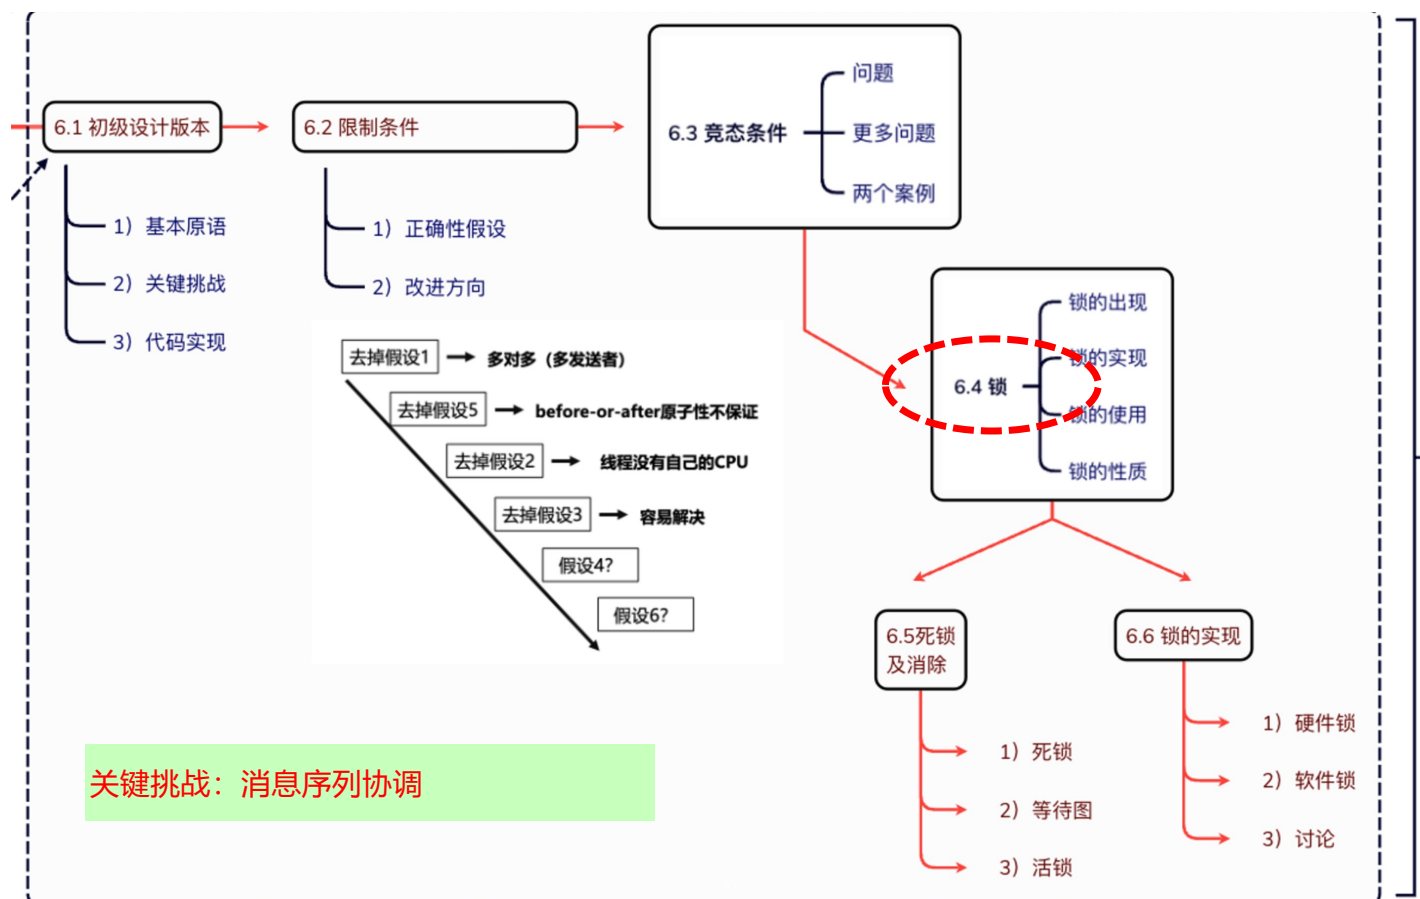 6.1 初级设计版本
1）基本原语
2）关键挑战
3）代码实现
6.2 限制条件
1）正确性假设
2）改进方向
6.3 竞态条件
问题
更多问题
两个案例
去掉假设1
多对多（多发送者）
去掉假设5
before-or-after原子性不保证
去掉假设2
线程没有自己的CPU
去掉假设3
容易解决
假设4?
假设6?
6.4 锁
锁的出现
锁的实现
锁的使用
锁的性质
6.5死锁
及消除
1）死锁
2）等待图
3）活锁
6.6 锁的实现
1）硬件锁
2）软件锁
3）讨论
关键挑战：消息序列协调